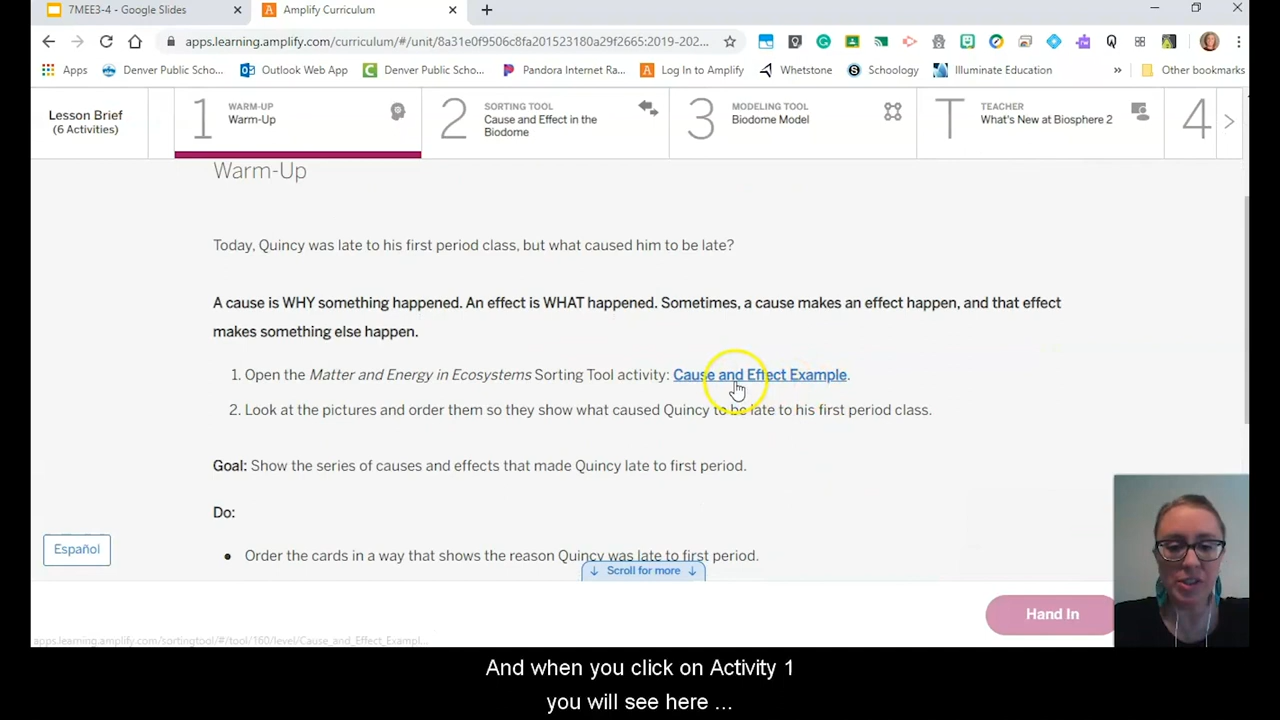 7MEE3-4 - Google Slides
Amplify Curriculum
apps.learning.amplify.com/curriculum/#/unit/8a31e0f9506c8fa201523180a29f2665:2019-202...
Apps
Denver Public Scho...
Outlook Web App
Denver Public Scho...
Pandora Internet Ra...
Log In to Amplify
Whetstone
Schoology
Illuminate Education
»
Other bookmarks
Lesson Brief
(6 Activities)
1
WARM-UP
Warm-Up
2
SORTING TOOL
Cause and Effect in the
Biodome
3
MODELING TOOL
Biodome Model
T
TEACHER
What's New at Biosphere 2
4
Warm-Up
Today, Quincy was late to his first period class, but what caused him to be late?
A cause is WHY something happened. An effect is WHAT happened. Sometimes, a cause makes an effect happen, and that effect
makes something else happen.
1. Open the Matter and Energy in Ecosystems Sorting Tool activity: Cause and Effect Example.
2. Look at the pictures and order them so they show what caused Quincy to be late to his first period class.
Goal: Show the series of causes and effects that made Quincy late to first period.
Do:
Español
• Order the cards in a way that shows the reason Quincy was late to first period.
↓ Scroll for more ↓
Hand In
apps.learning.amplify.com/sortingtool/#/tool/160/level/Cause_and_Effect_Exampl...
And when you click on Activity 1
you will see here ...